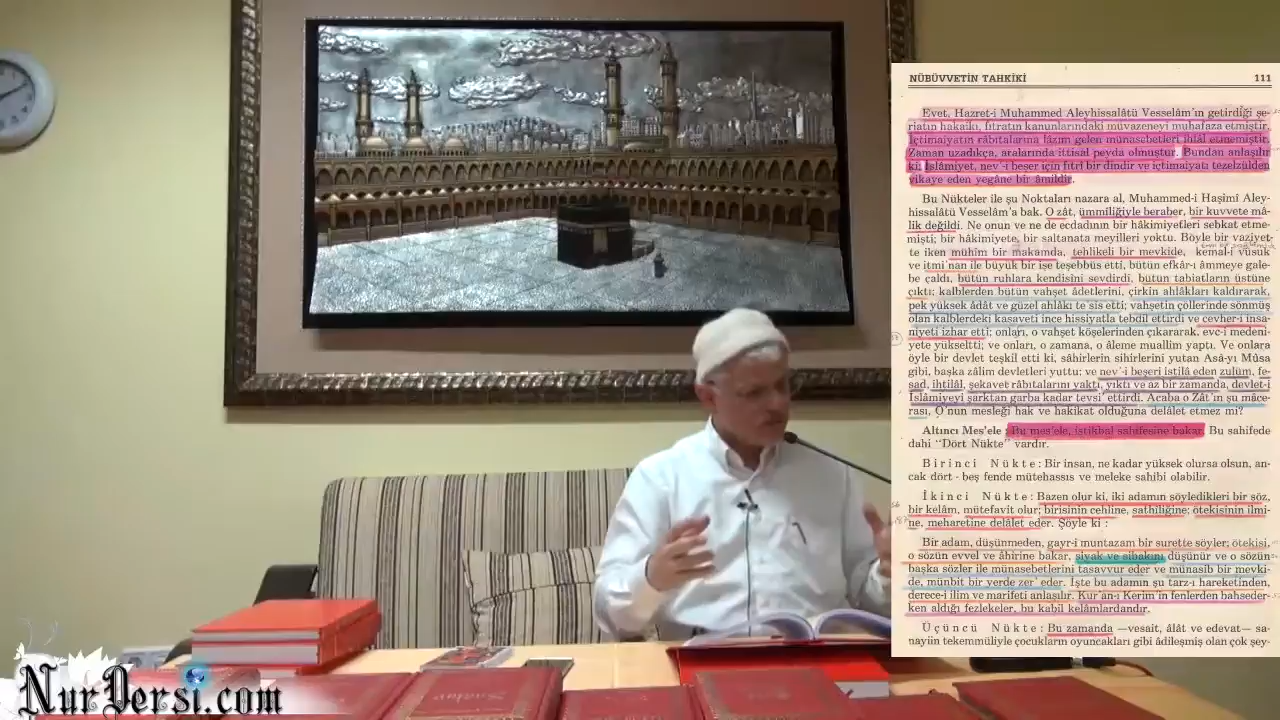 NÜBÜVVETİN TAHKİKİ 111
Evet, Hazret-i Muhammed Aleyhissalâtü Vesselâm'ın getirdiği şe-
riatın hakaikı, fıtratın kanunlarındaki müvazeneyi muhafaza etmiştir.
İçtimaiyatın râbıtalarına lâzım gelen münasebetleri ihlâl etmemiştir.
Zaman uzadıkça, aralarında ittisal peyda olmuştur. Bundan anlaşılır
ki; İslâmiyet, nev'-i beşer için fıtrî bir dindir ve içtimaiyatı tezelzülden
vikaye eden yegâne bir âmildir.
Bu Nükteler ile şu Noktaları nazara al, Muhammed-i Haşimî Aley-
hissalâtü Vesselâm'a bak. O zât, ümmîliğiyle beraber, bir kuvvete mâ-
lik değildi. Ne onun ve ne de ecdadının bir hâkimiyetleri sebkat etme-
mişti; bir hâkimiyete, bir saltanata meyilleri yoktu. Böyle bir vaziyet-
te iken mühim bir makamda, tehlikeli bir mevkide, kemal-i vüsuk
ve itmi'nan ile büyük bir işe teşebbüs etti, bütün efkâr-ı âmmeye gale-
be çaldı, bütün ruhlara kendisini sevdirdi, bütün tabiatların üstüne
çıktı; kalblerden bütün vahşet âdetlerini, çirkin ahlâkları kaldırarak,
pek yüksek âdât ve güzel ahlâkı te'sis etti; vahşetin çöllerinde sönmüş
olan kalblerdeki kasaveti ince hissiyatla tebdil ettirdi ve cevher-i insa-
niyeti izhar etti; onları, o vahşet köşelerinden çıkararak, evc-i medeni-
yete yükseltti; ve onları, o zamana, o âleme muallim yaptı. Ve onlara
öyle bir devlet teşkil etti ki, sâhirlerin sihirlerini yutan Asâ-yı Mûsa
gibi, başka zâlim devletleri yuttu; ve nev'-i beşeri istilâ eden zulüm, fe-
sad, ihtilâl, şekavet râbıtalarını yaktı, yıktı ve az bir zamanda, devlet-i
İslâmiyeyi şarktan garba kadar tevsi' ettirdi. Acaba o Zât'ın şu mâce-
rası, O'nun mesleği hak ve hakikat olduğuna delâlet etmez mi?
Altıncı Mes'ele : Bu mes'ele, istikbal sahifesine bakar. Bu sahifede
dahi "Dört Nükte" vardır.
Birinci Nükte: Bir insan, ne kadar yüksek olursa olsun, an-
cak dört - beş fende mütehassıs ve meleke sahibi olabilir.
İkinci Nükte: Bazen olur ki, iki adamın söyledikleri bir söz,
bir kelâm, mütefavit olur; birisinin cehline, sathîliğine; ötekisinin ilmi-
ne, meharetine delâlet eder. Şöyle ki :
Bir adam, düşünmeden, gayr-i muntazam bir surette söyler; ötekisi,
o sözün evvel ve âhirine bakar, siyak ve sibakını düşünür ve o sözün
başka sözler ile münasebetlerini tasavvur eder ve münasib bir mevki-
de, münbit bir yerde zer' eder. İşte bu adamın şu tarz-ı hareketinden,
derece-i ilim ve marifeti anlaşılır. Kur'an-ı Kerim'in fenlerden bahseder-
ken aldığı fezlekeler, bu kabil kelâmlardandır.
Üçüncü Nükte: Bu zamanda —vesait, âlât ve edevat— sa-
nayiin tekemmülüyle çocukların oyuncakları gibi âdileşmiş olan çok şey-
NurDersi.com